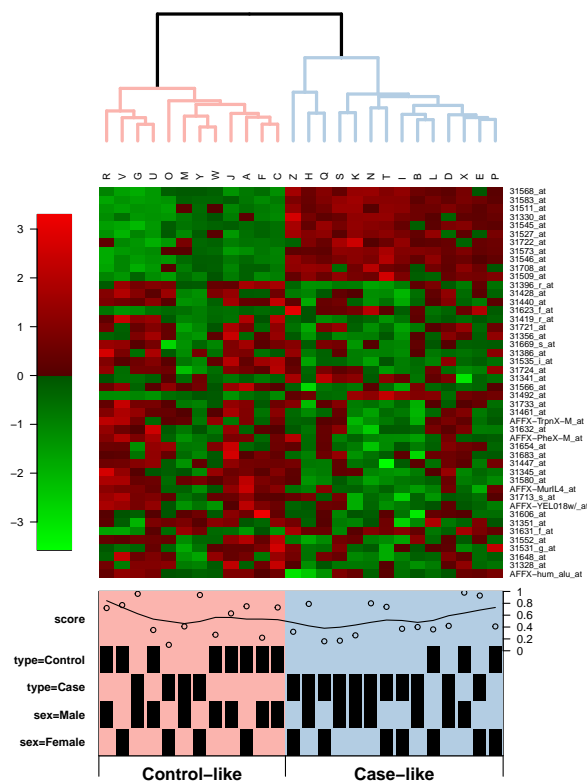 R V G U O M Y W J A F C Z H Q S K N T I B L D X E P
31568_at
31583_at
31511_at
31330_at
31545_at
31527_at
31722_at
31573_at
31546_at
31708_at
31509_at
31396_r_at
31428_at
31440_at
31623_f_at
31419_r_at
31721_at
31356_at
31669_s_at
31386_at
31535_i_at
31724_at
31341_at
31566_at
31492_at
31733_at
31461_at
AFFX-TrpnX-M_at
31632_at
AFFX-PheX-M_at
31654_at
31683_at
31447_at
31345_at
31580_at
AFFX-MurIL4_at
31713_s_at
AFFX-YEL018w/_at
31606_at
31351_at
31631_f_at
31552_at
31531_g_at
31648_at
31328_at
AFFX-hum_alu_at
3
2
1
0
−1
−2
−3
score
1
0.8
0.6
0.4
0.2
0
type=Control
type=Case
sex=Male
sex=Female
Control−like Case−like